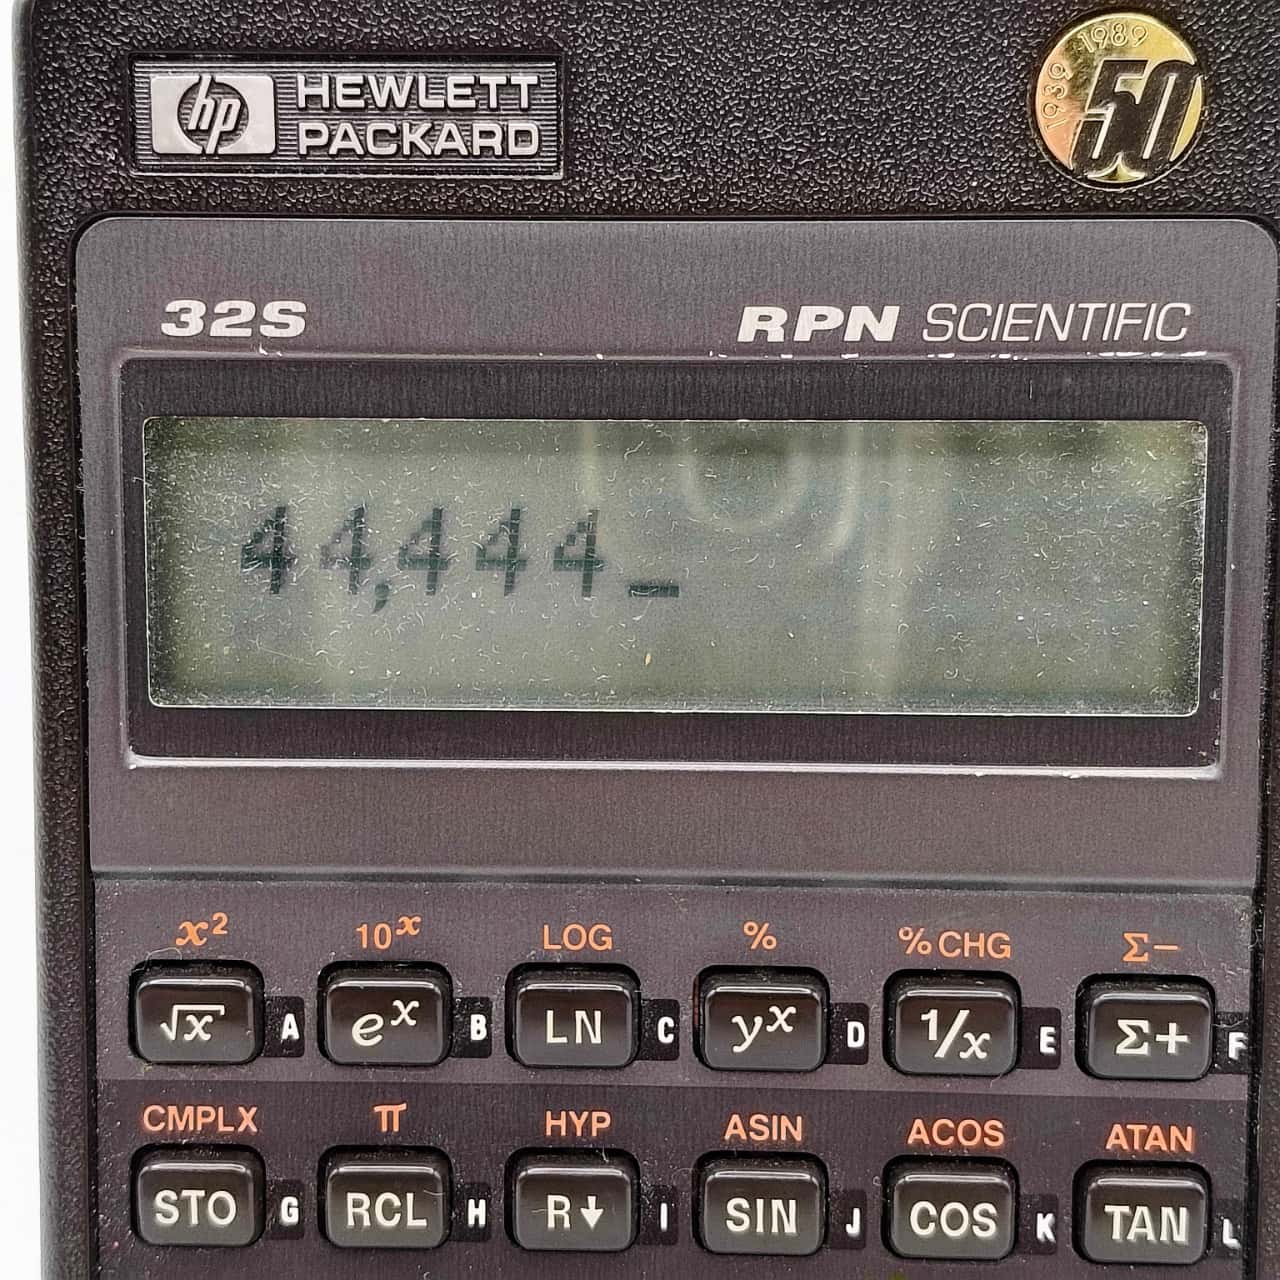 hp HEWLETT PACKARD
1939 1989
50
32S RPN SCIENTIFIC
44,444_
x² 10ˣ LOG % %CHG Σ−
√x A eˣ B LN C yˣ D 1/x E Σ+ F
CMPLX π HYP ASIN ACOS ATAN
STO G RCL H R↓ I SIN J COS K TAN L